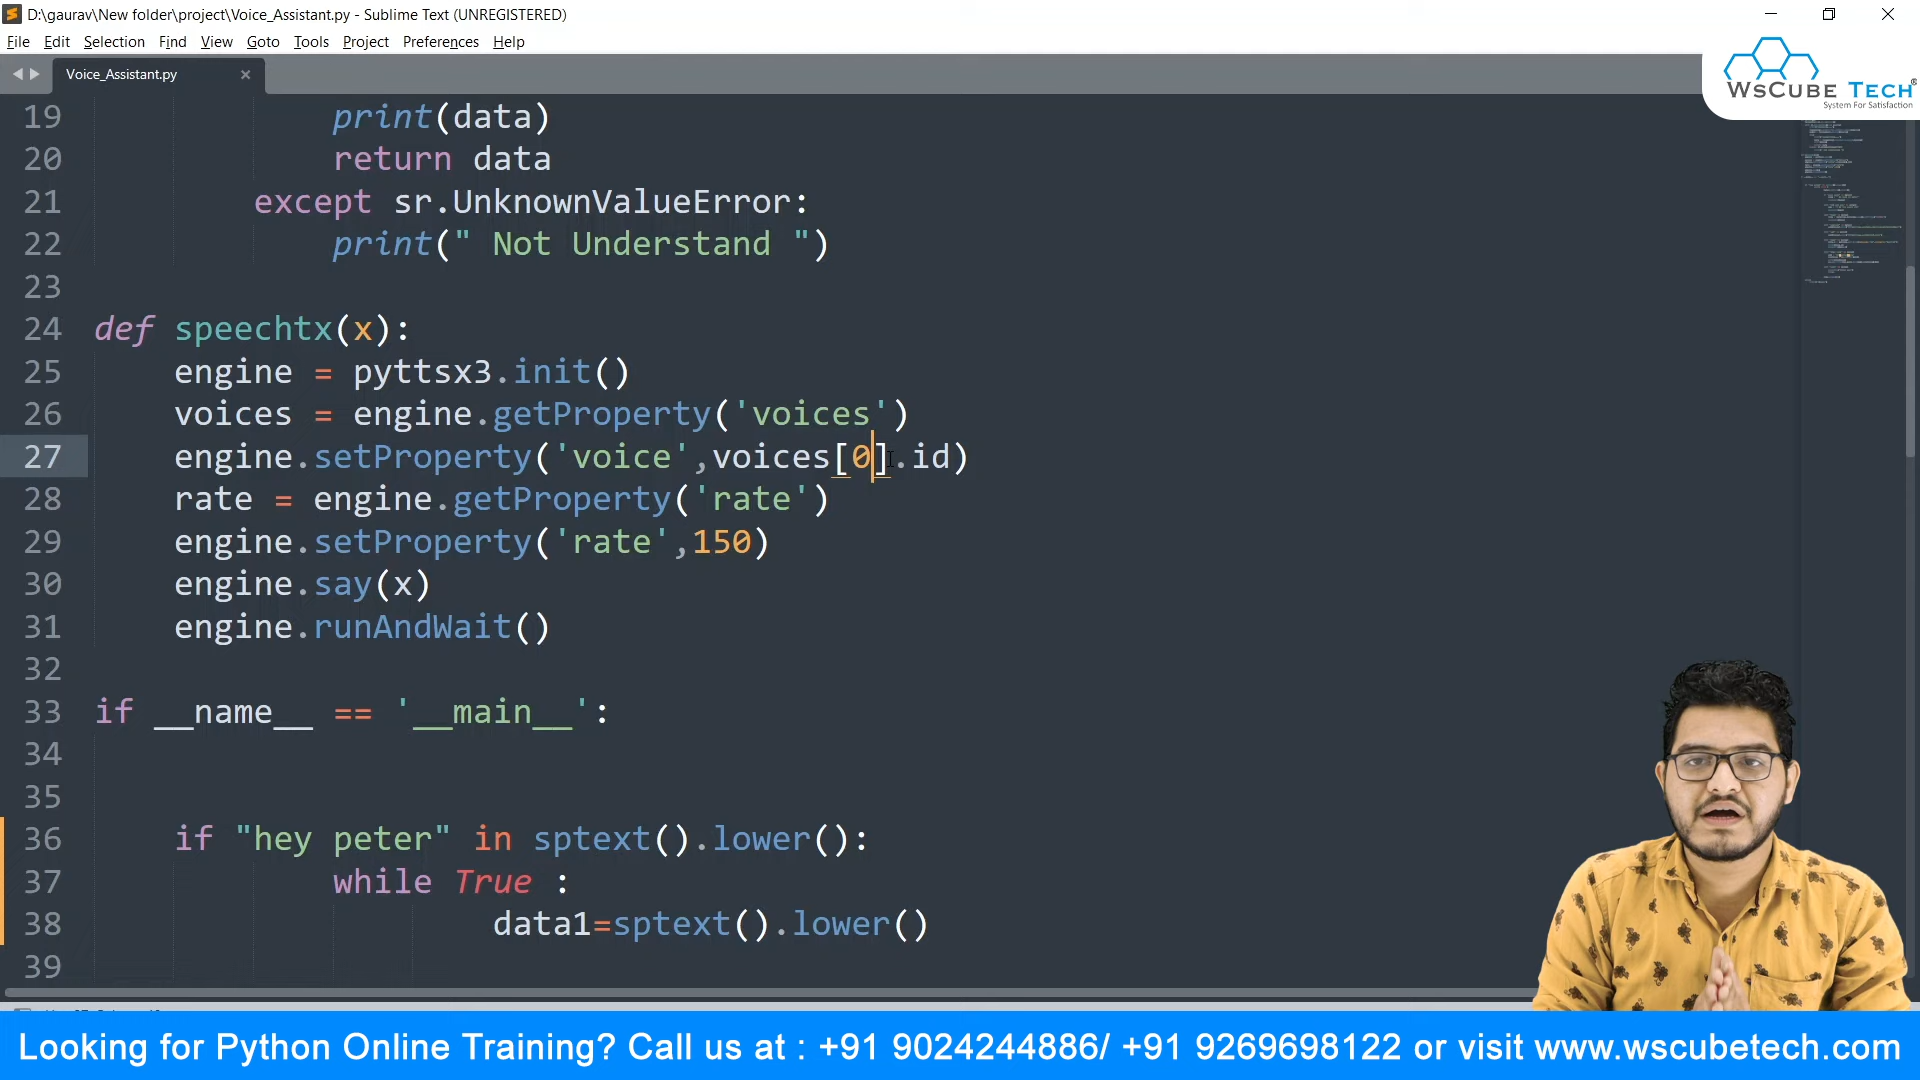 D:\gaurav\New folder\project\Voice_Assistant.py - Sublime Text (UNREGISTERED)
File Edit Selection Find View Goto Tools Project Preferences Help
Voice_Assistant.py
WsCube Tech
System For Satisfaction
19 print(data)
20 return data
21 except sr.UnknownValueError:
22 print(" Not Understand ")
23
24 def speechtx(x):
25 engine = pyttsx3.init()
26 voices = engine.getProperty('voices')
27 engine.setProperty('voice',voices[0].id)
28 rate = engine.getProperty('rate')
29 engine.setProperty('rate',150)
30 engine.say(x)
31 engine.runAndWait()
32
33 if __name__ == '__main__':
34
35
36 if "hey peter" in sptext().lower():
37 while True :
38 data1=sptext().lower()
39
Looking for Python Online Training? Call us at : +91 9024244886/ +91 9269698122 or visit www.wscubetech.com